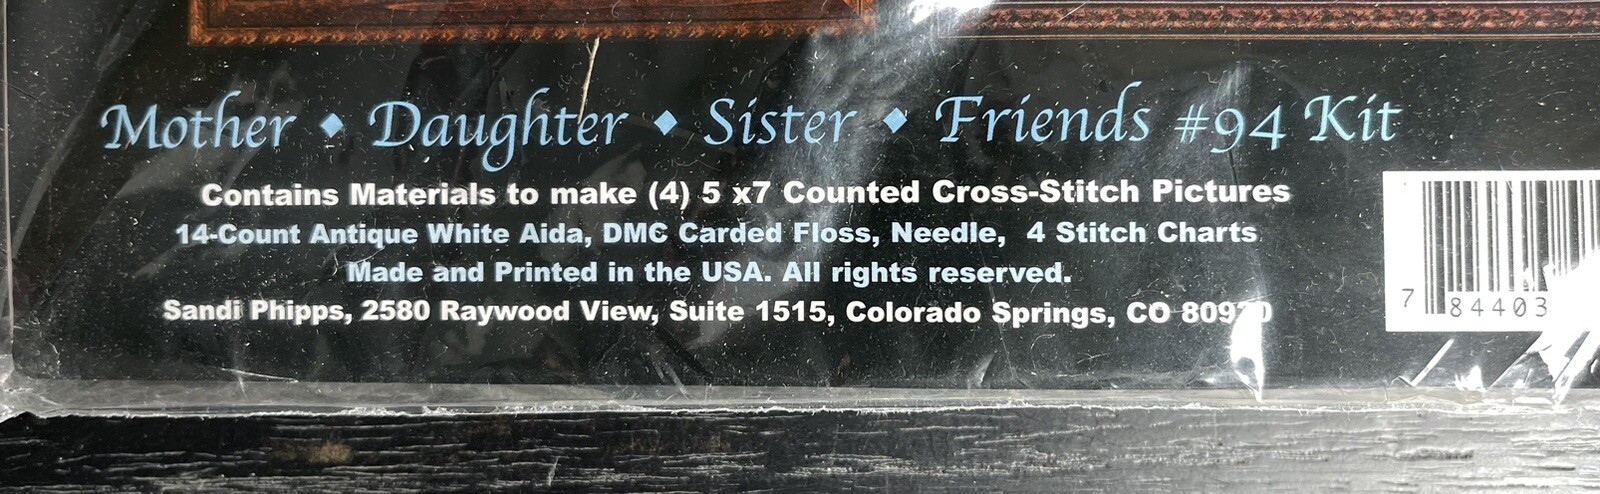 Mother ◆ Daughter ◆ Sister ◆ Friends #94 Kit
Contains Materials to make (4) 5 x7 Counted Cross-Stitch Pictures
14-Count Antique White Aida, DMC Carded Floss, Needle, 4 Stitch Charts
Made and Printed in the USA. All rights reserved.
Sandi Phipps, 2580 Raywood View, Suite 1515, Colorado Springs, CO
7 84403